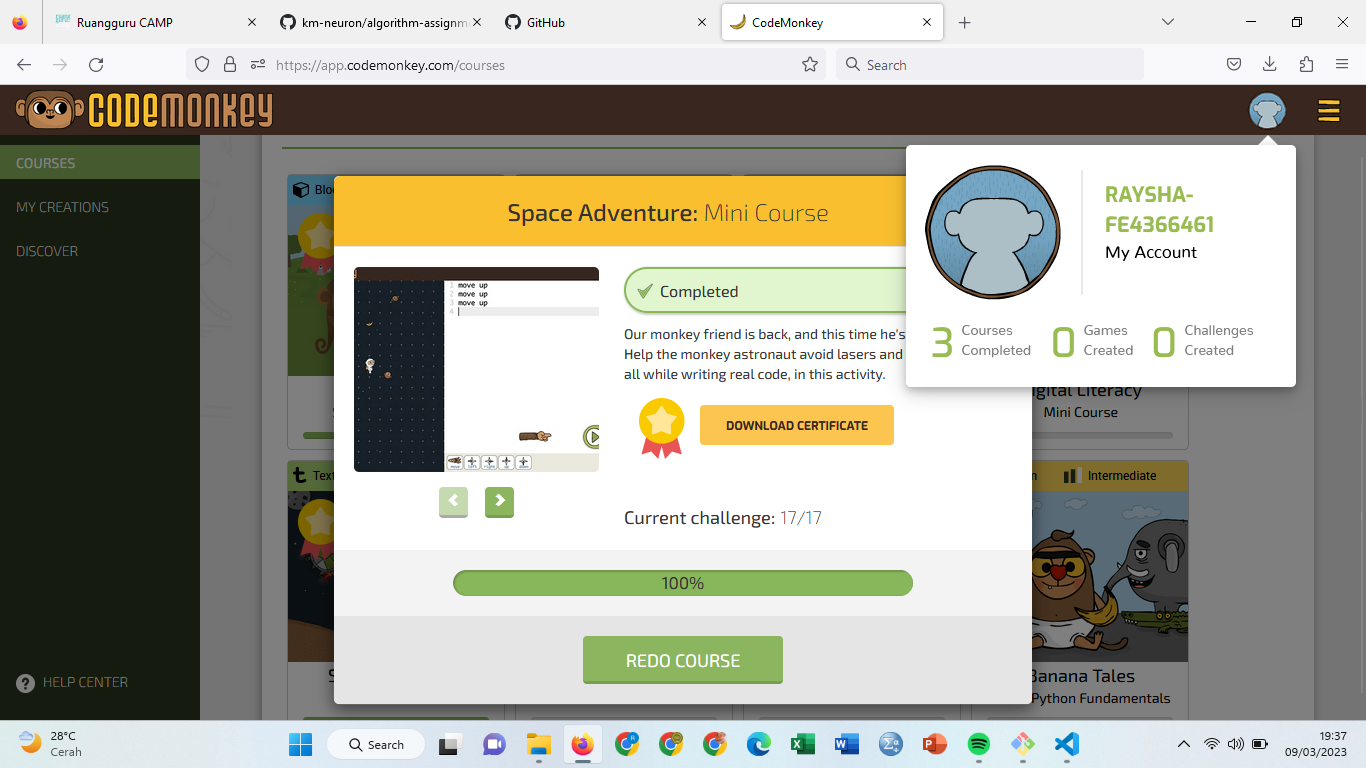 Ruangguru CAMP
km-neuron/algorithm-assignm
GitHub
CodeMonkey
https://app.codemonkey.com/courses
Search
CODEMONKEY
COURSES
MY CREATIONS
DISCOVER
HELP CENTER
Space Adventure: Mini Course
1 move up
2 move up
3 move up
4
Completed
Our monkey friend is back, and this time he's
Help the monkey astronaut avoid lasers and
all while writing real code, in this activity.
DOWNLOAD CERTIFICATE
Current challenge: 17/17
100%
REDO COURSE
RAYSHA-
FE4366461
My Account
3 Courses Completed
0 Games Created
0 Challenges Created
Digital Literacy
Mini Course
Intermediate
Banana Tales
Python Fundamentals
28°C
Cerah
Search
19:37
09/03/2023